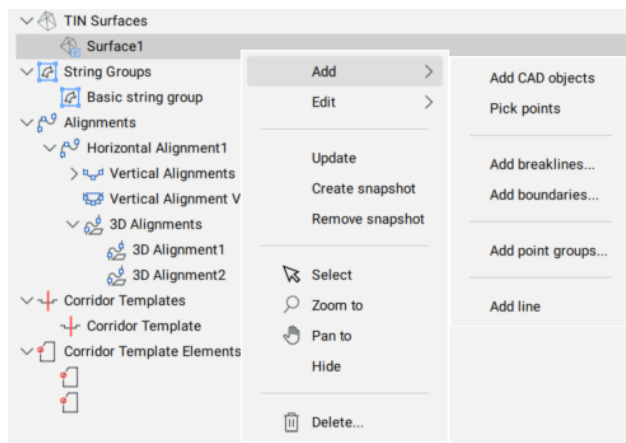 TIN Surfaces
Surface1
String Groups
Basic string group
Alignments
Horizontal Alignment1
Vertical Alignments
Vertical Alignment V
3D Alignments
3D Alignment1
3D Alignment2
Corridor Templates
Corridor Template
Corridor Template Elements
Add
Edit
Update
Create snapshot
Remove snapshot
Select
Zoom to
Pan to
Hide
Delete...
Add CAD objects
Pick points
Add breaklines...
Add boundaries...
Add point groups...
Add line